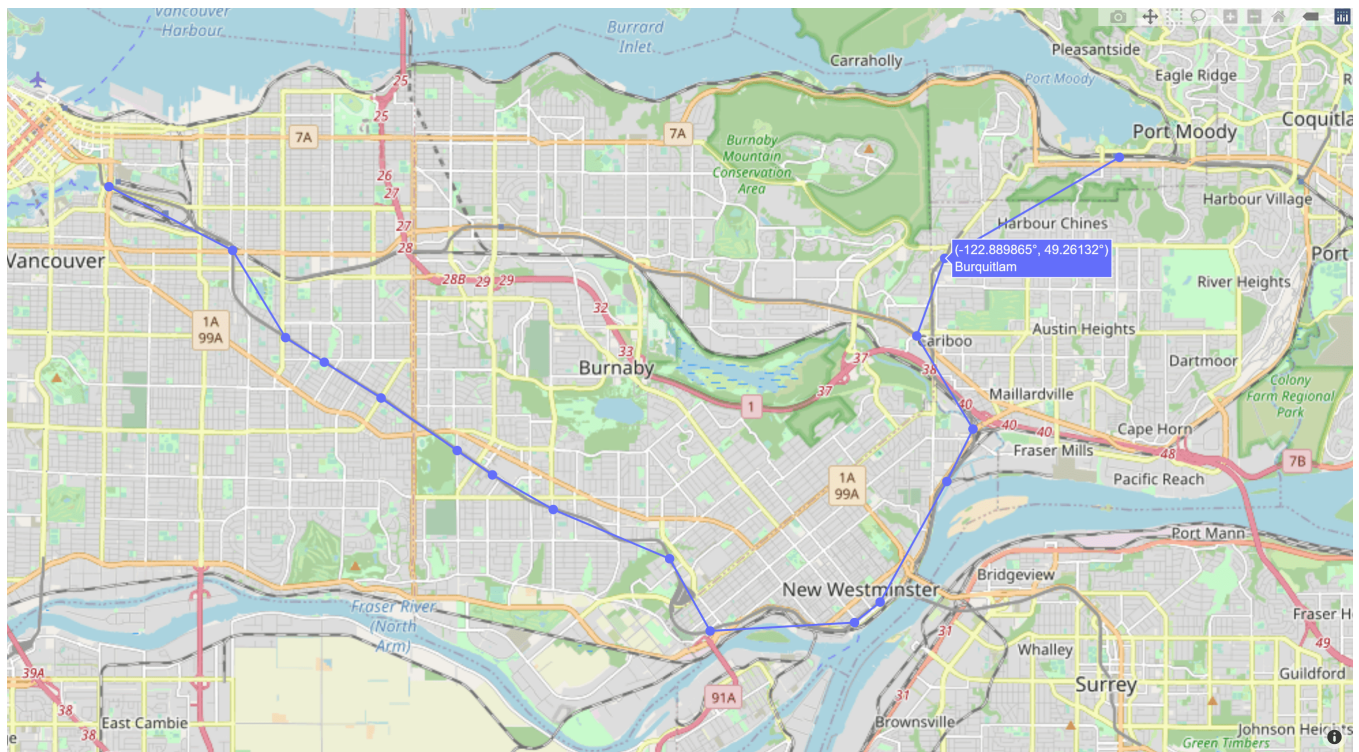 Vancouver
Harbour
Burrard
Inlet
Carraholly
Pleasantside
Port Moody
Eagle Ridge
25
25
7A
7A
Port Moody
Coquitla
Burnaby
Mountain
Conservation
Area
26
27
27
28
Harbour Village
Harbour Chines
(-122.889865°, 49.26132°)
Burquitlam
Vancouver
Port
28B
29
29
River Heights
32
1A
99A
33
Cariboo
Austin Heights
Burnaby
37
37
38
Dartmoor
1
40
40
40
Maillardville
Colony
Farm Regional
Park
Cape Horn
Fraser Mills
48
7B
1A
99A
Pacific Reach
Port Mann
New Westminster
Bridgeview
Fraser River
(North
Arm)
Fraser H
31
49
Whalley
39A
Guildford
Surrey
91A
31
38
38
East Cambie
Brownsville
Johnson Heights
Green Timbers